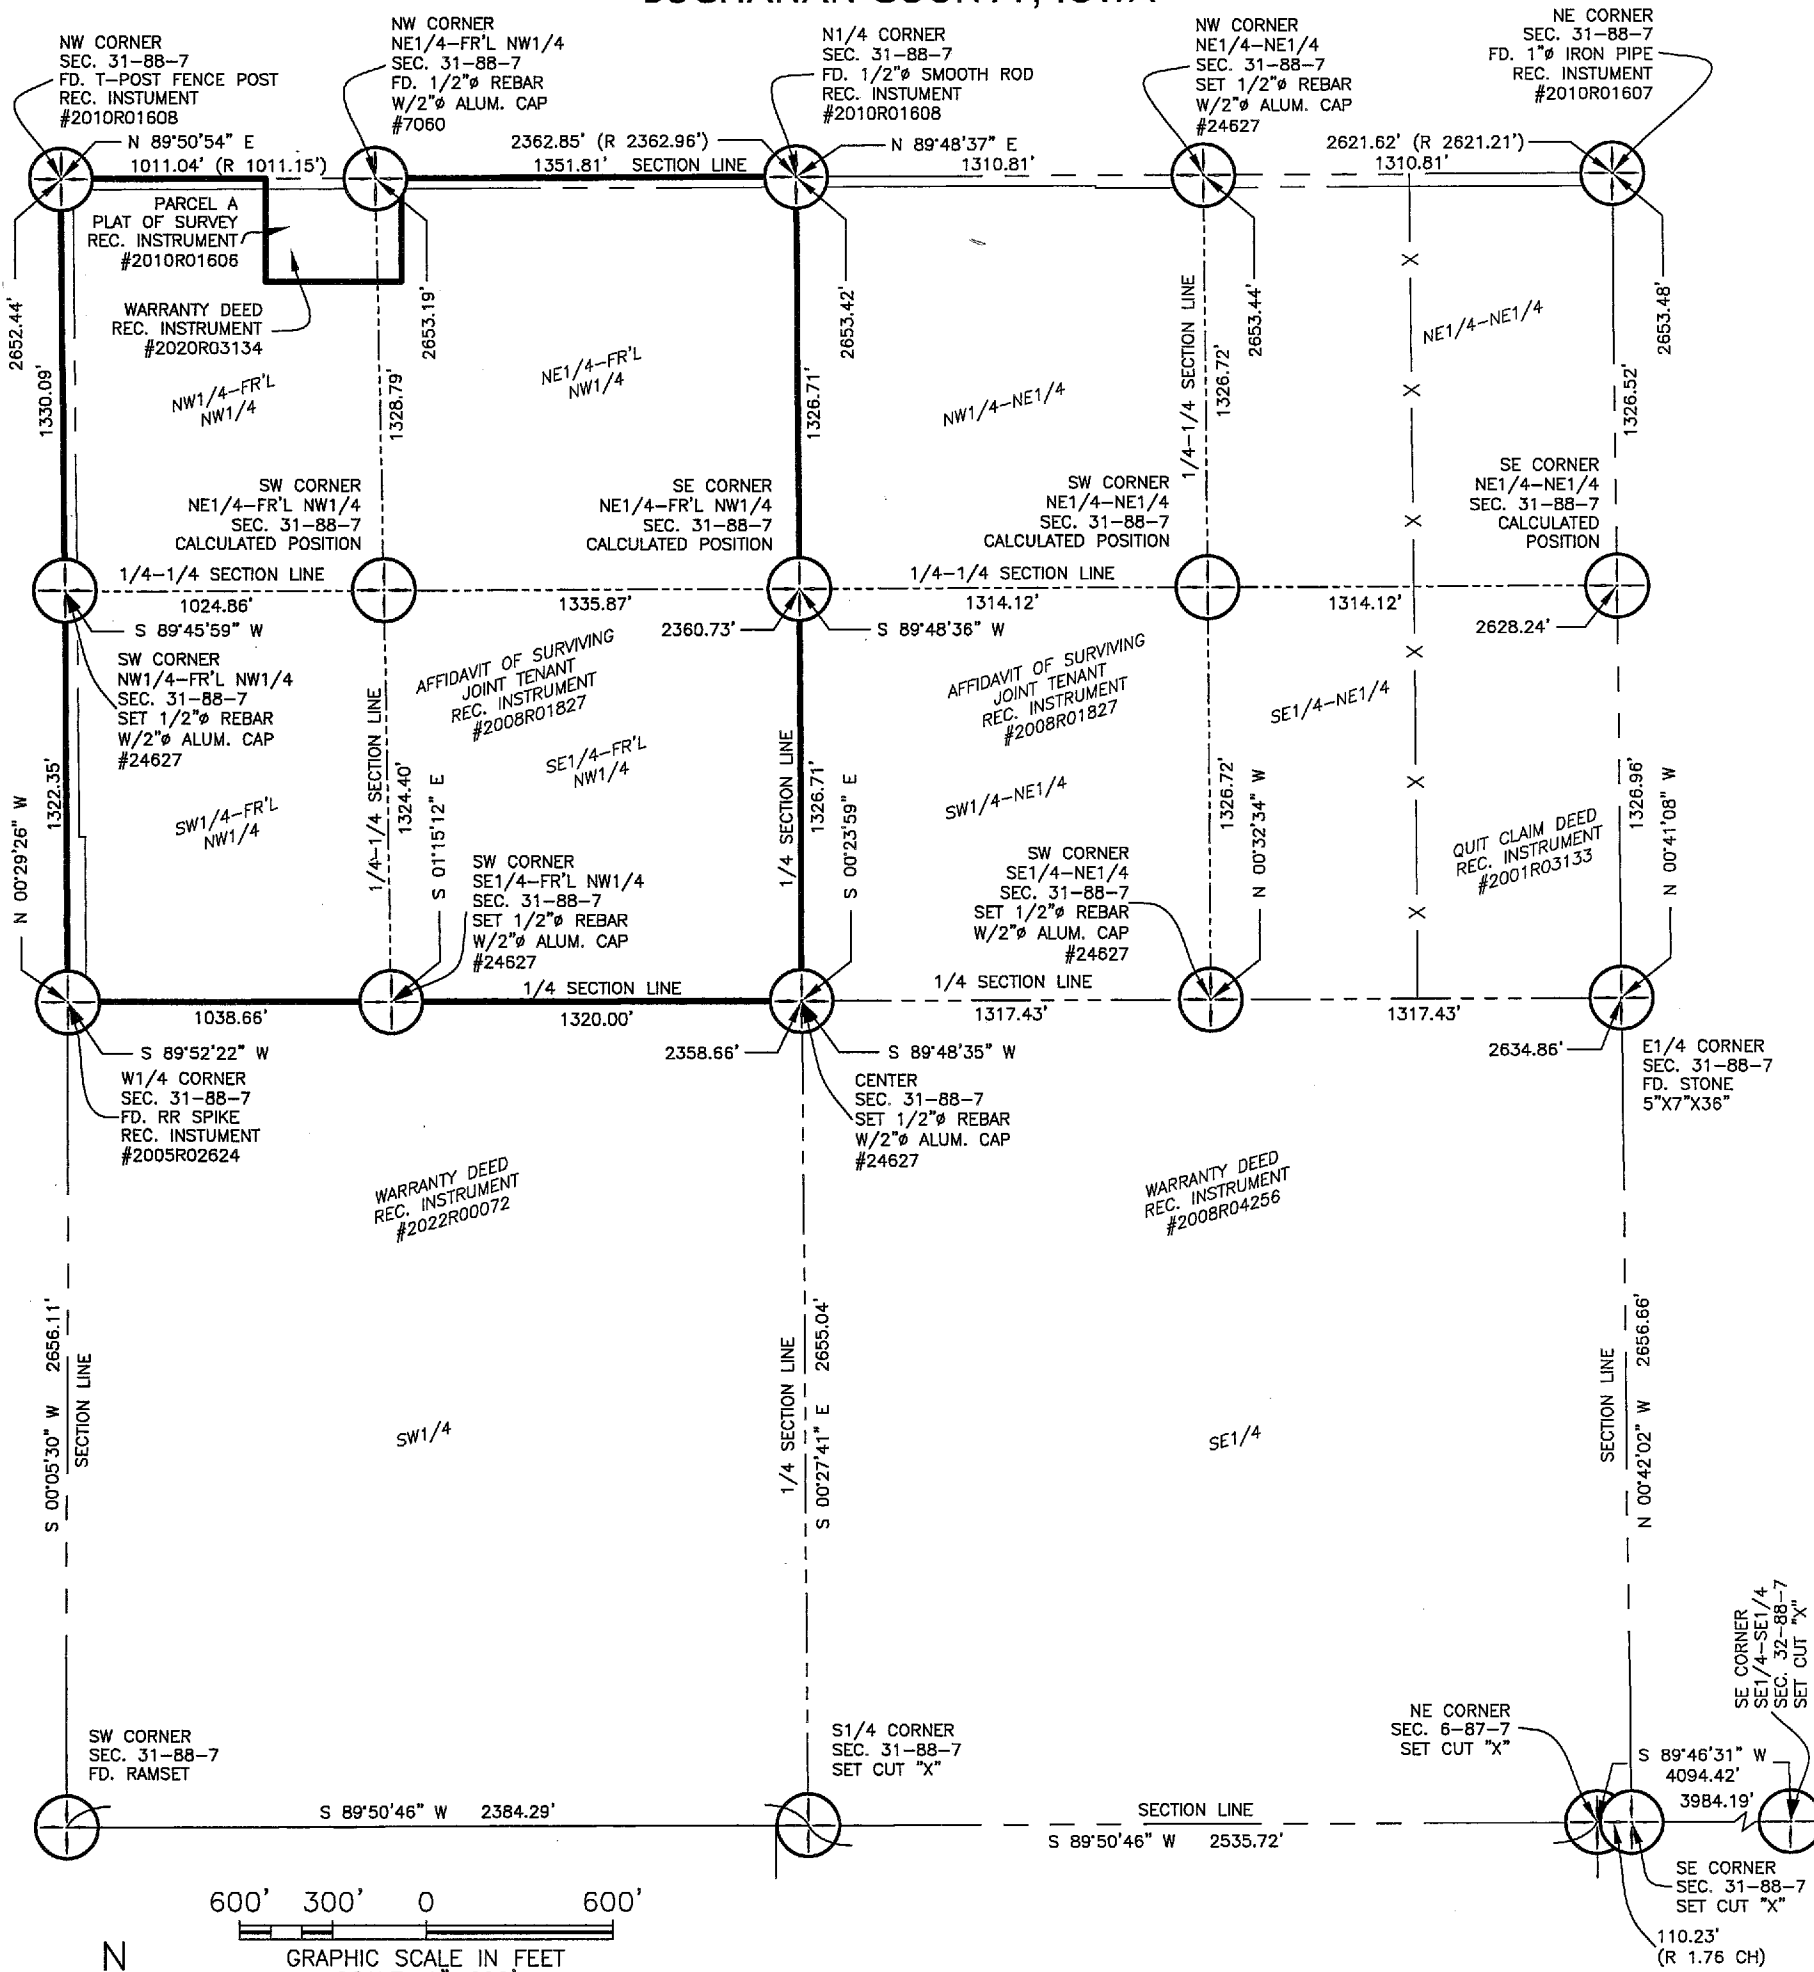 BUCHANAN COUNTY, IOWA
NW CORNER
SEC. 31-88-7
FD. T-POST FENCE POST
REC. INSTUMENT
#2010R01608
NW CORNER
NE1/4-FR'L NW1/4
SEC. 31-88-7
FD. 1/2"ø REBAR
W/2"ø ALUM. CAP
#7060
N1/4 CORNER
SEC. 31-88-7
FD. 1/2"ø SMOOTH ROD
REC. INSTUMENT
#2010R01608
NW CORNER
NE1/4-NE1/4
SEC. 31-88-7
SET 1/2"ø REBAR
W/2"ø ALUM. CAP
#24627
NE CORNER
SEC. 31-88-7
FD. 1"ø IRON PIPE
REC. INSTUMENT
#2010R01607
N 89°50'54" E
1011.04' (R 1011.15')
2362.85' (R 2362.96')
1351.81' SECTION LINE
N 89°48'37" E
1310.81'
2621.62' (R 2621.21')
1310.81'
PARCEL A
PLAT OF SURVEY
REC. INSTRUMENT
#2010R01606
WARRANTY DEED
REC. INSTRUMENT
#2020R03134
2652.44'
1330.09'
2653.19'
1328.79'
2653.42'
1326.71'
1/4-1/4 SECTION LINE
1326.72'
2653.44'
2653.48'
1326.52'
NW1/4-FR'L
NW1/4
NE1/4-FR'L
NW1/4
NW1/4-NE1/4
NE1/4-NE1/4
X
X
X
X
X
X
SW CORNER
NE1/4-FR'L NW1/4
SEC. 31-88-7
CALCULATED POSITION
SE CORNER
NE1/4-FR'L NW1/4
SEC. 31-88-7
CALCULATED POSITION
SW CORNER
NE1/4-NE1/4
SEC. 31-88-7
CALCULATED POSITION
SE CORNER
NE1/4-NE1/4
SEC. 31-88-7
CALCULATED
POSITION
1/4-1/4 SECTION LINE
1024.86'
1335.87'
1/4-1/4 SECTION LINE
1314.12'
1314.12'
S 89°45'59" W
2360.73'
S 89°48'36" W
2628.24'
SW CORNER
NW1/4-FR'L NW1/4
SEC. 31-88-7
SET 1/2"ø REBAR
W/2"ø ALUM. CAP
#24627
AFFIDAVIT OF SURVIVING
JOINT TENANT
REC. INSTRUMENT
#2008R01827
AFFIDAVIT OF SURVIVING
JOINT TENANT
REC. INSTRUMENT
#2008R01827
SE1/4-NE1/4
SE1/4-FR'L
NW1/4
SW1/4-FR'L
NW1/4
SW1/4-NE1/4
N 00°29'26" W
1322.35'
1/4-1/4 SECTION LINE
1324.40'
S 01°15'12" E
1/4 SECTION LINE
1326.71'
S 00°23'59" E
1326.72'
N 00°32'34" W
1326.96'
N 00°41'08" W
QUIT CLAIM DEED
REC. INSTRUMENT
#2001R03133
SW CORNER
SE1/4-FR'L NW1/4
SEC. 31-88-7
SET 1/2"ø REBAR
W/2"ø ALUM. CAP
#24627
SW CORNER
SE1/4-NE1/4
SEC. 31-88-7
SET 1/2"ø REBAR
W/2"ø ALUM. CAP
#24627
1038.66'
1/4 SECTION LINE
1320.00'
1/4 SECTION LINE
1317.43'
1317.43'
S 89°52'22" W
2358.66'
S 89°48'35" W
2634.86'
W1/4 CORNER
SEC. 31-88-7
FD. RR SPIKE
REC. INSTUMENT
#2005R02624
CENTER
SEC. 31-88-7
SET 1/2"ø REBAR
W/2"ø ALUM. CAP
#24627
E1/4 CORNER
SEC. 31-88-7
FD. STONE
5"X7"X36"
WARRANTY DEED
REC. INSTRUMENT
#2022R00072
WARRANTY DEED
REC. INSTRUMENT
#2008R04256
S 00°05'30" W 2656.11'
SECTION LINE
1/4 SECTION LINE
S 00°27'41" E 2655.04'
SECTION LINE
N 00°42'02" W 2656.66'
SW1/4
SE1/4
SW CORNER
SEC. 31-88-7
FD. RAMSET
S1/4 CORNER
SEC. 31-88-7
SET CUT "X"
NE CORNER
SEC. 6-87-7
SET CUT "X"
SE CORNER
SE1/4-SE1/4
SEC. 32-88-7
SET CUT "X"
S 89°46'31" W
4094.42'
3984.19'
S 89°50'46" W 2384.29'
SECTION LINE
S 89°50'46" W 2535.72'
SE CORNER
SEC. 31-88-7
SET CUT "X"
110.23'
(R 1.76 CH)
600' 300' 0 600'
GRAPHIC SCALE IN FEET
N